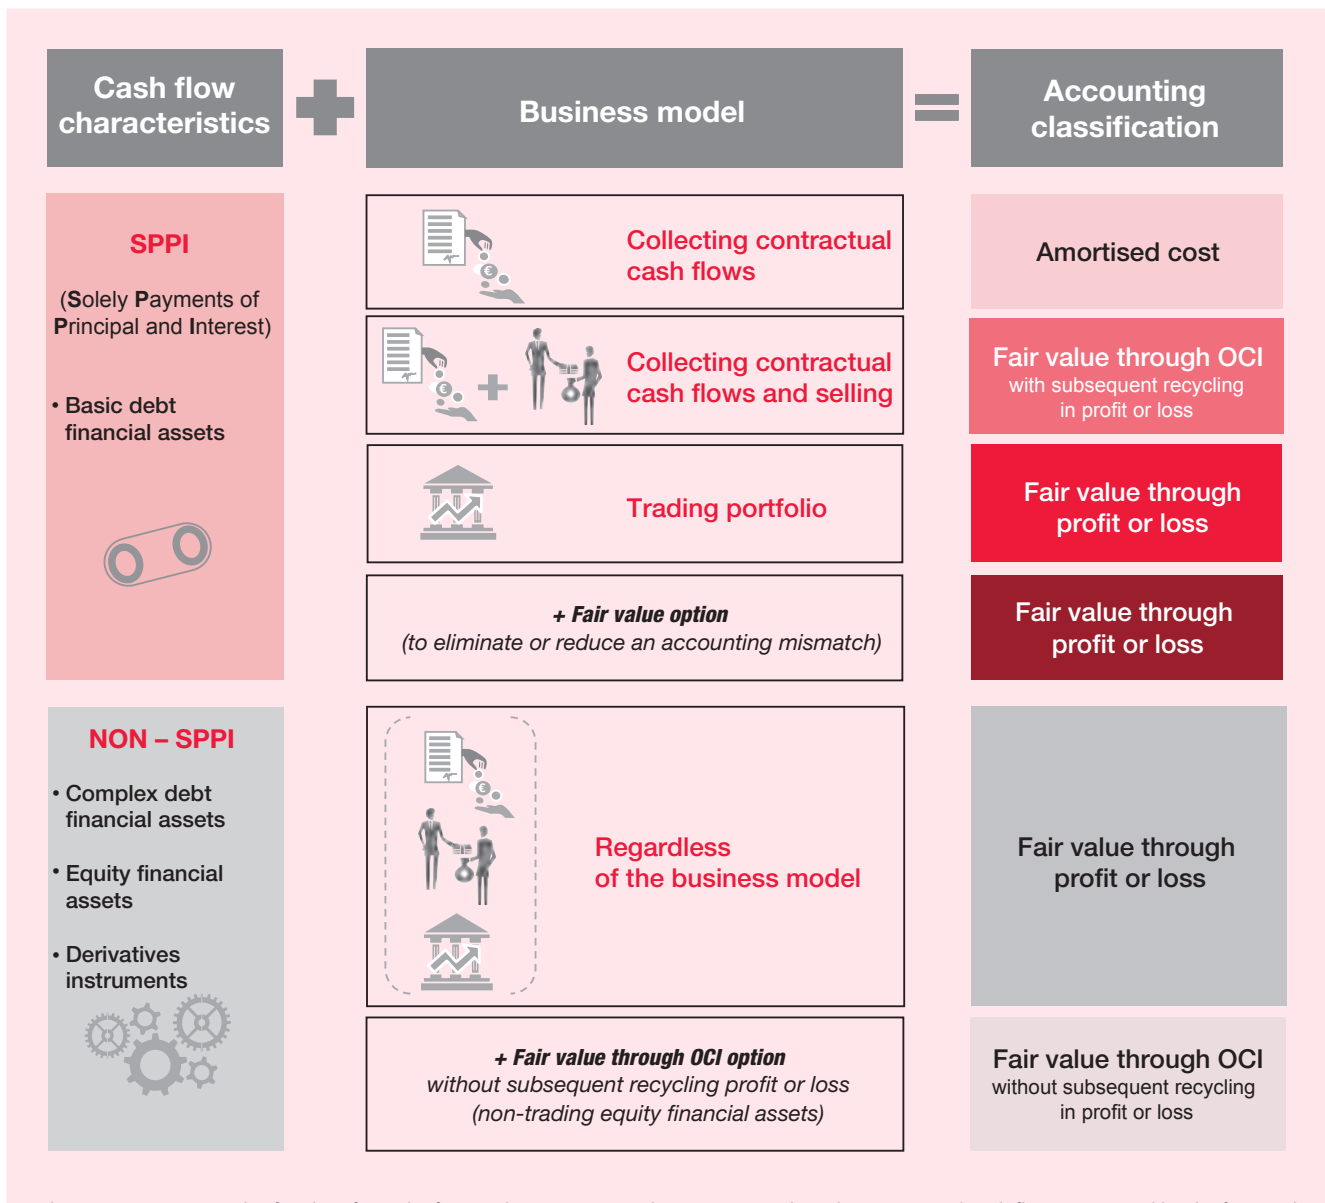 Cash flow
characteristics
Business model
Accounting
classification
SPPI
(Solely Payments of
Principal and Interest)
• Basic debt
financial assets
Collecting contractual
cash flows
Amortised cost
Collecting contractual
cash flows and selling
Fair value through OCI
with subsequent recycling
in profit or loss
Trading portfolio
Fair value through
profit or loss
+ Fair value option
(to eliminate or reduce an accounting mismatch)
Fair value through
profit or loss
NON – SPPI
• Complex debt
financial assets
• Equity financial
assets
• Derivatives
instruments
Regardless
of the business model
Fair value through
profit or loss
+ Fair value through OCI option
without subsequent recycling profit or loss
(non-trading equity financial assets)
Fair value through OCI
without subsequent recycling
in profit or loss